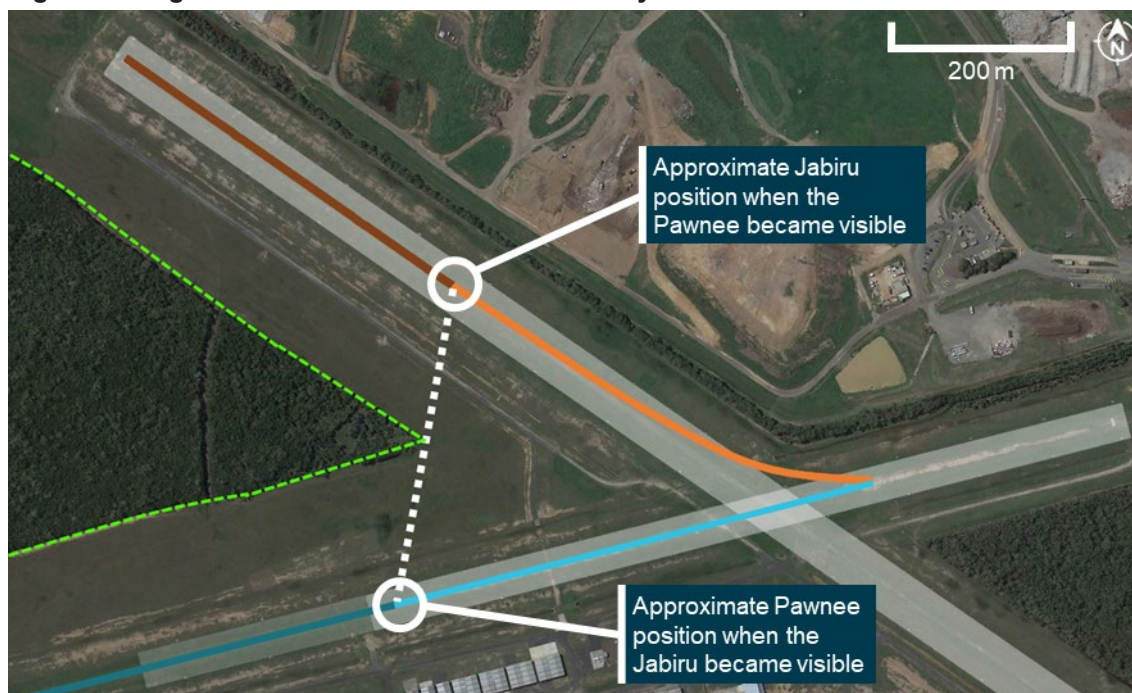 200 m
N
Approximate Jabiru
position when the
Pawnee became visible
Approximate Pawnee
position when the
Jabiru became visible